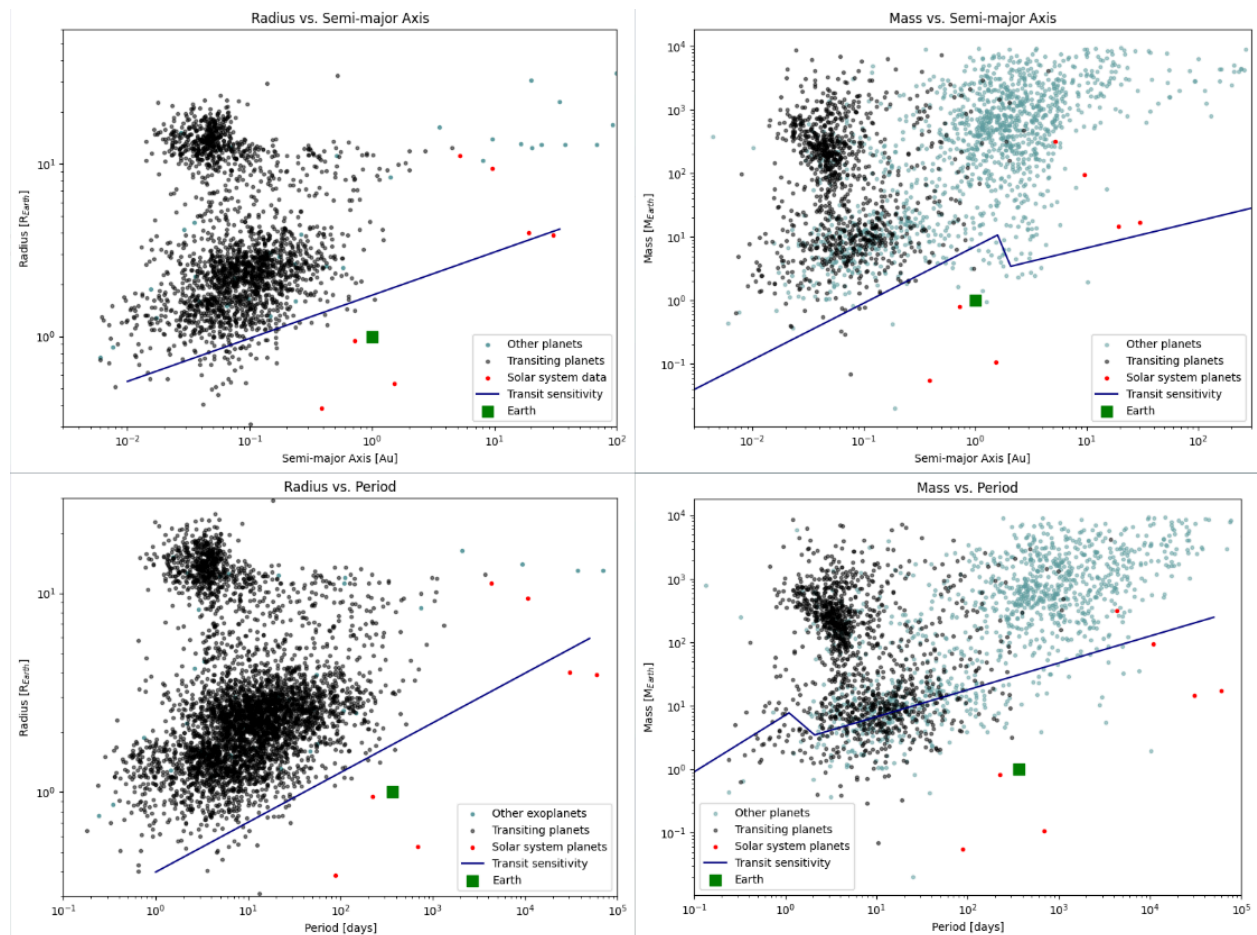 Radius vs. Semi-major Axis
Radius [R_Earth]
10^1
10^0
10^-2
10^-1
10^0
10^1
10^2
Semi-major Axis [Au]
Other planets
Transiting planets
Solar system data
Transit sensitivity
Earth
Mass vs. Semi-major Axis
Mass [M_Earth]
10^4
10^3
10^2
10^1
10^0
10^-1
10^-2
10^-1
10^0
10^1
10^2
Semi-major Axis [Au]
Other planets
Transiting planets
Solar system planets
Transit sensitivity
Earth
Radius vs. Period
Radius [R_Earth]
10^1
10^0
10^-1
10^0
10^1
10^2
10^3
10^4
10^5
Period [days]
Other exoplanets
Transiting planets
Solar system planets
Transit sensitivity
Earth
Mass vs. Period
Mass [M_Earth]
10^4
10^3
10^2
10^1
10^0
10^-1
10^-2
10^-1
10^0
10^1
10^2
10^3
10^4
10^5
Period [days]
Other planets
Transiting planets
Solar system planets
Transit sensitivity
Earth